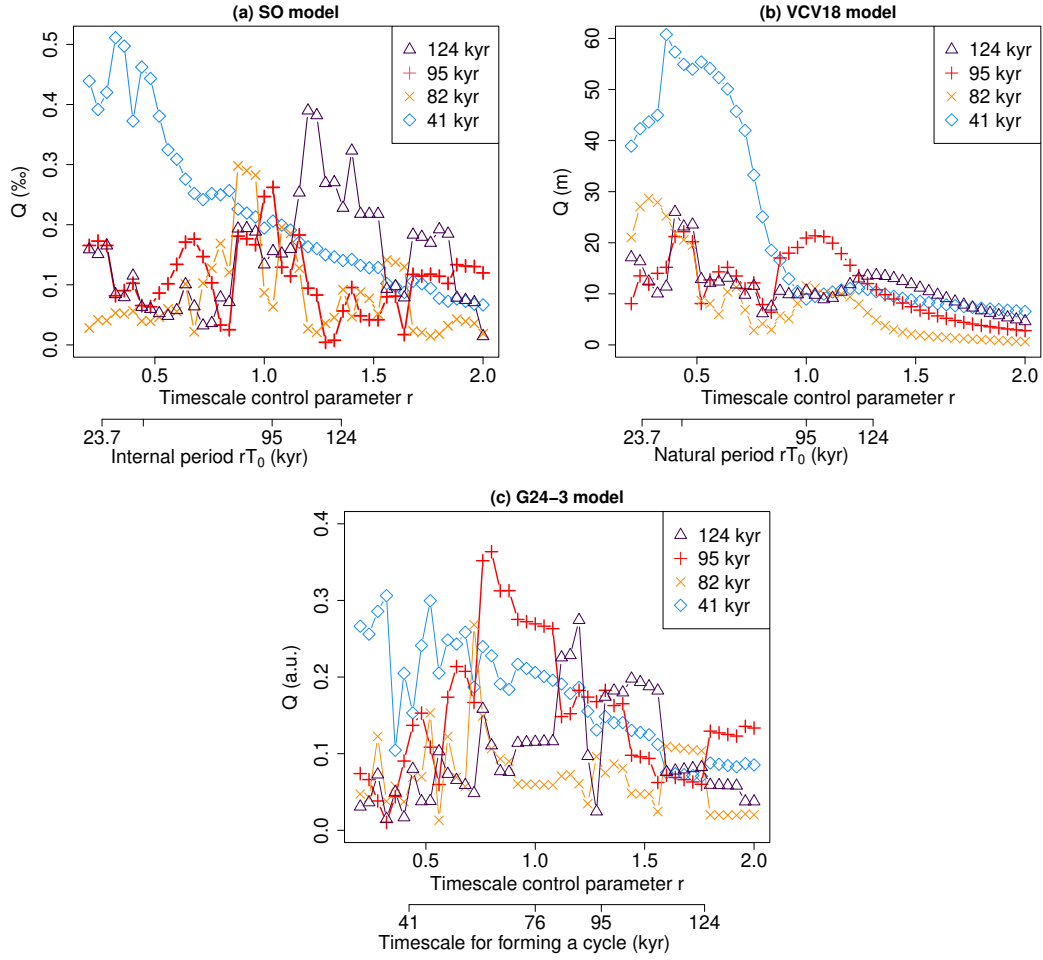 (a) SO model
Q (‰)
0.0 0.1 0.2 0.3 0.4 0.5
124 kyr
95 kyr
82 kyr
41 kyr
0.5 1.0 1.5 2.0
Timescale control parameter r
23.7 95 124
Internal period rT₀ (kyr)
(b) VCV18 model
Q (m)
0 10 20 30 40 50 60
124 kyr
95 kyr
82 kyr
41 kyr
0.5 1.0 1.5 2.0
Timescale control parameter r
23.7 95 124
Natural period rT₀ (kyr)
(c) G24−3 model
Q (a.u.)
0.0 0.1 0.2 0.3 0.4
124 kyr
95 kyr
82 kyr
41 kyr
0.5 1.0 1.5 2.0
Timescale control parameter r
41 76 95 124
Timescale for forming a cycle (kyr)